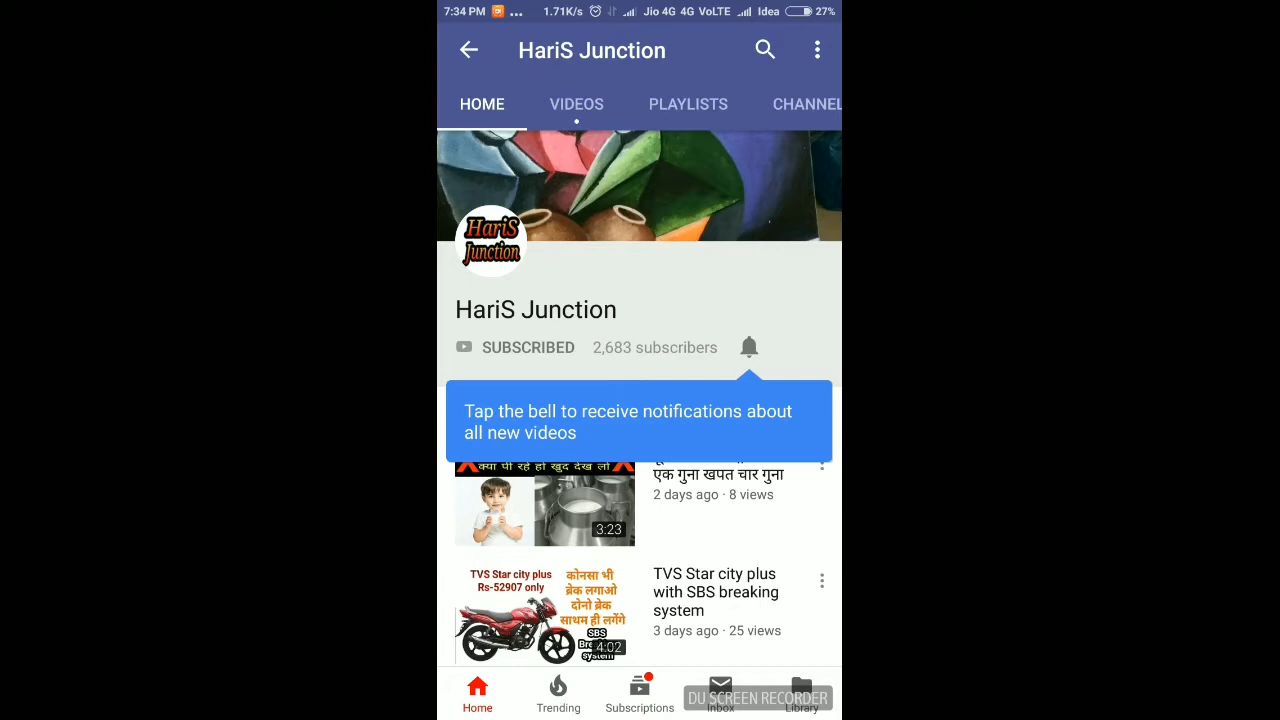 7:34 PM ... 1.71K/s Jio 4G 4G VoLTE Idea 27%
HariS Junction
HOME VIDEOS PLAYLISTS CHANNEL
HariS
Junction
HariS Junction
SUBSCRIBED 2,683 subscribers
Tap the bell to receive notifications about
all new videos
क्या पी रहे हो खुद देख लो
एक गुना खपत चार गुना
2 days ago · 8 views
3:23
TVS Star city plus
Rs-52907 only
कोनसा भी
ब्रेक लगाओ
दोनो ब्रेक
साथम ही लगेंगे
SBS
system
4:02
TVS Star city plus
with SBS breaking
system
3 days ago · 25 views
Home Trending Subscriptions Inbox Library
DU SCREEN RECORDER